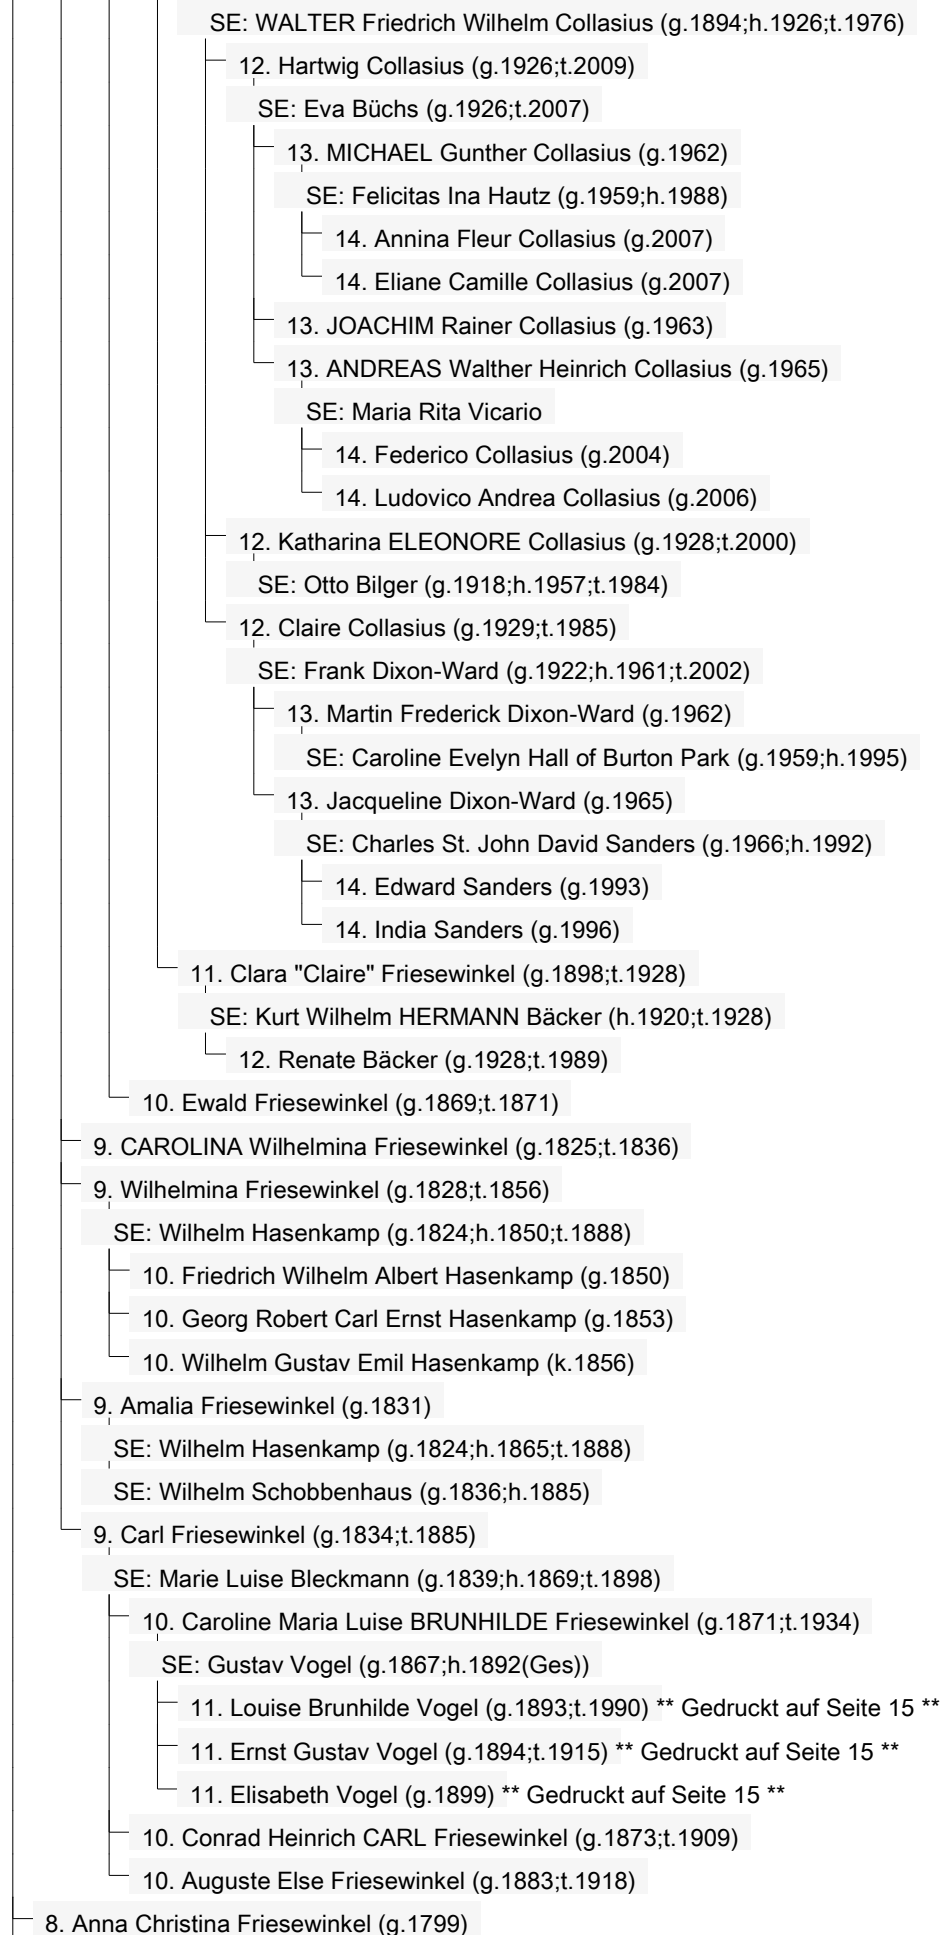 SE: WALTER Friedrich Wilhelm Collasius (g.1894;h.1926;t.1976)
12. Hartwig Collasius (g.1926;t.2009)
SE: Eva Büchs (g.1926;t.2007)
13. MICHAEL Gunther Collasius (g.1962)
SE: Felicitas Ina Hautz (g.1959;h.1988)
14. Annina Fleur Collasius (g.2007)
14. Eliane Camille Collasius (g.2007)
13. JOACHIM Rainer Collasius (g.1963)
13. ANDREAS Walther Heinrich Collasius (g.1965)
SE: Maria Rita Vicario
14. Federico Collasius (g.2004)
14. Ludovico Andrea Collasius (g.2006)
12. Katharina ELEONORE Collasius (g.1928;t.2000)
SE: Otto Bilger (g.1918;h.1957;t.1984)
12. Claire Collasius (g.1929;t.1985)
SE: Frank Dixon-Ward (g.1922;h.1961;t.2002)
13. Martin Frederick Dixon-Ward (g.1962)
SE: Caroline Evelyn Hall of Burton Park (g.1959;h.1995)
13. Jacqueline Dixon-Ward (g.1965)
SE: Charles St. John David Sanders (g.1966;h.1992)
14. Edward Sanders (g.1993)
14. India Sanders (g.1996)
11. Clara "Claire" Friesewinkel (g.1898;t.1928)
SE: Kurt Wilhelm HERMANN Bäcker (h.1920;t.1928)
12. Renate Bäcker (g.1928;t.1989)
10. Ewald Friesewinkel (g.1869;t.1871)
9. CAROLINA Wilhelmina Friesewinkel (g.1825;t.1836)
9. Wilhelmina Friesewinkel (g.1828;t.1856)
SE: Wilhelm Hasenkamp (g.1824;h.1850;t.1888)
10. Friedrich Wilhelm Albert Hasenkamp (g.1850)
10. Georg Robert Carl Ernst Hasenkamp (g.1853)
10. Wilhelm Gustav Emil Hasenkamp (k.1856)
9. Amalia Friesewinkel (g.1831)
SE: Wilhelm Hasenkamp (g.1824;h.1865;t.1888)
SE: Wilhelm Schobbenhaus (g.1836;h.1885)
9. Carl Friesewinkel (g.1834;t.1885)
SE: Marie Luise Bleckmann (g.1839;h.1869;t.1898)
10. Caroline Maria Luise BRUNHILDE Friesewinkel (g.1871;t.1934)
SE: Gustav Vogel (g.1867;h.1892(Ges))
11. Louise Brunhilde Vogel (g.1893;t.1990) ** Gedruckt auf Seite 15 **
11. Ernst Gustav Vogel (g.1894;t.1915) ** Gedruckt auf Seite 15 **
11. Elisabeth Vogel (g.1899) ** Gedruckt auf Seite 15 **
10. Conrad Heinrich CARL Friesewinkel (g.1873;t.1909)
10. Auguste Else Friesewinkel (g.1883;t.1918)
8. Anna Christina Friesewinkel (g.1799)